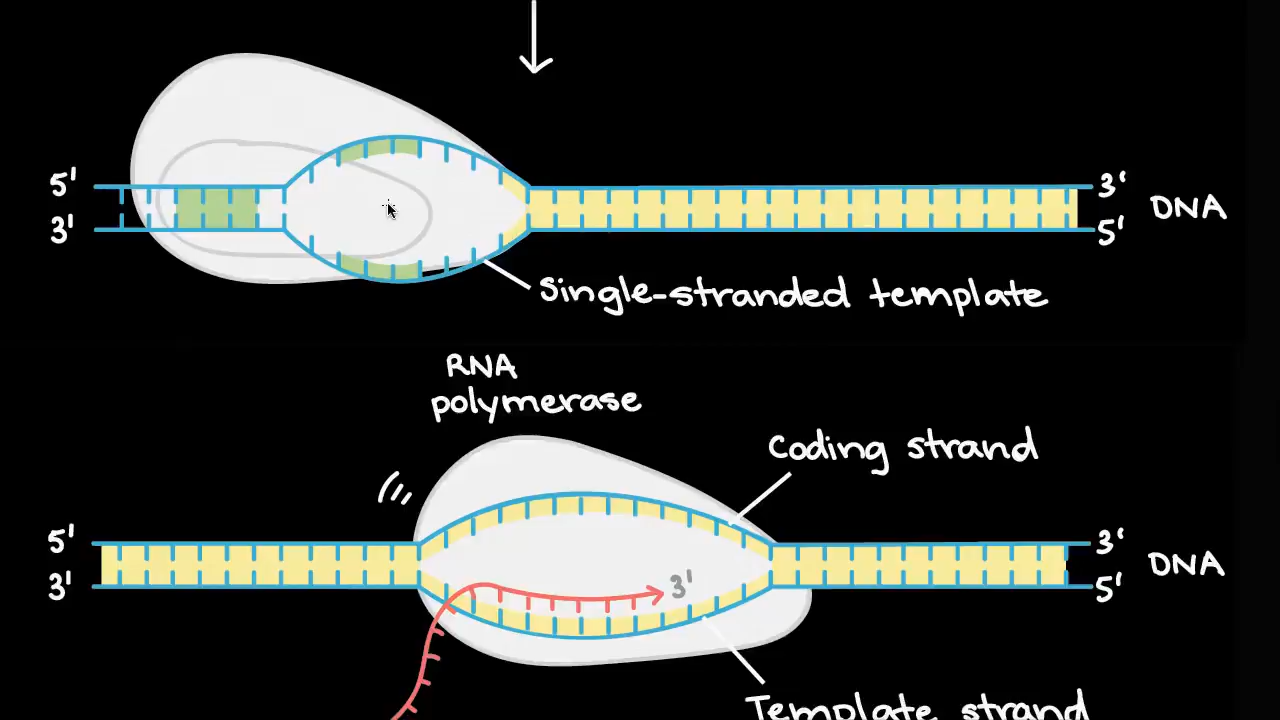 5' 3'
DNA
3' 5'
Single-stranded template
RNA
polymerase
Coding strand
5' 3'
DNA
3' 3' 5'
Template strand